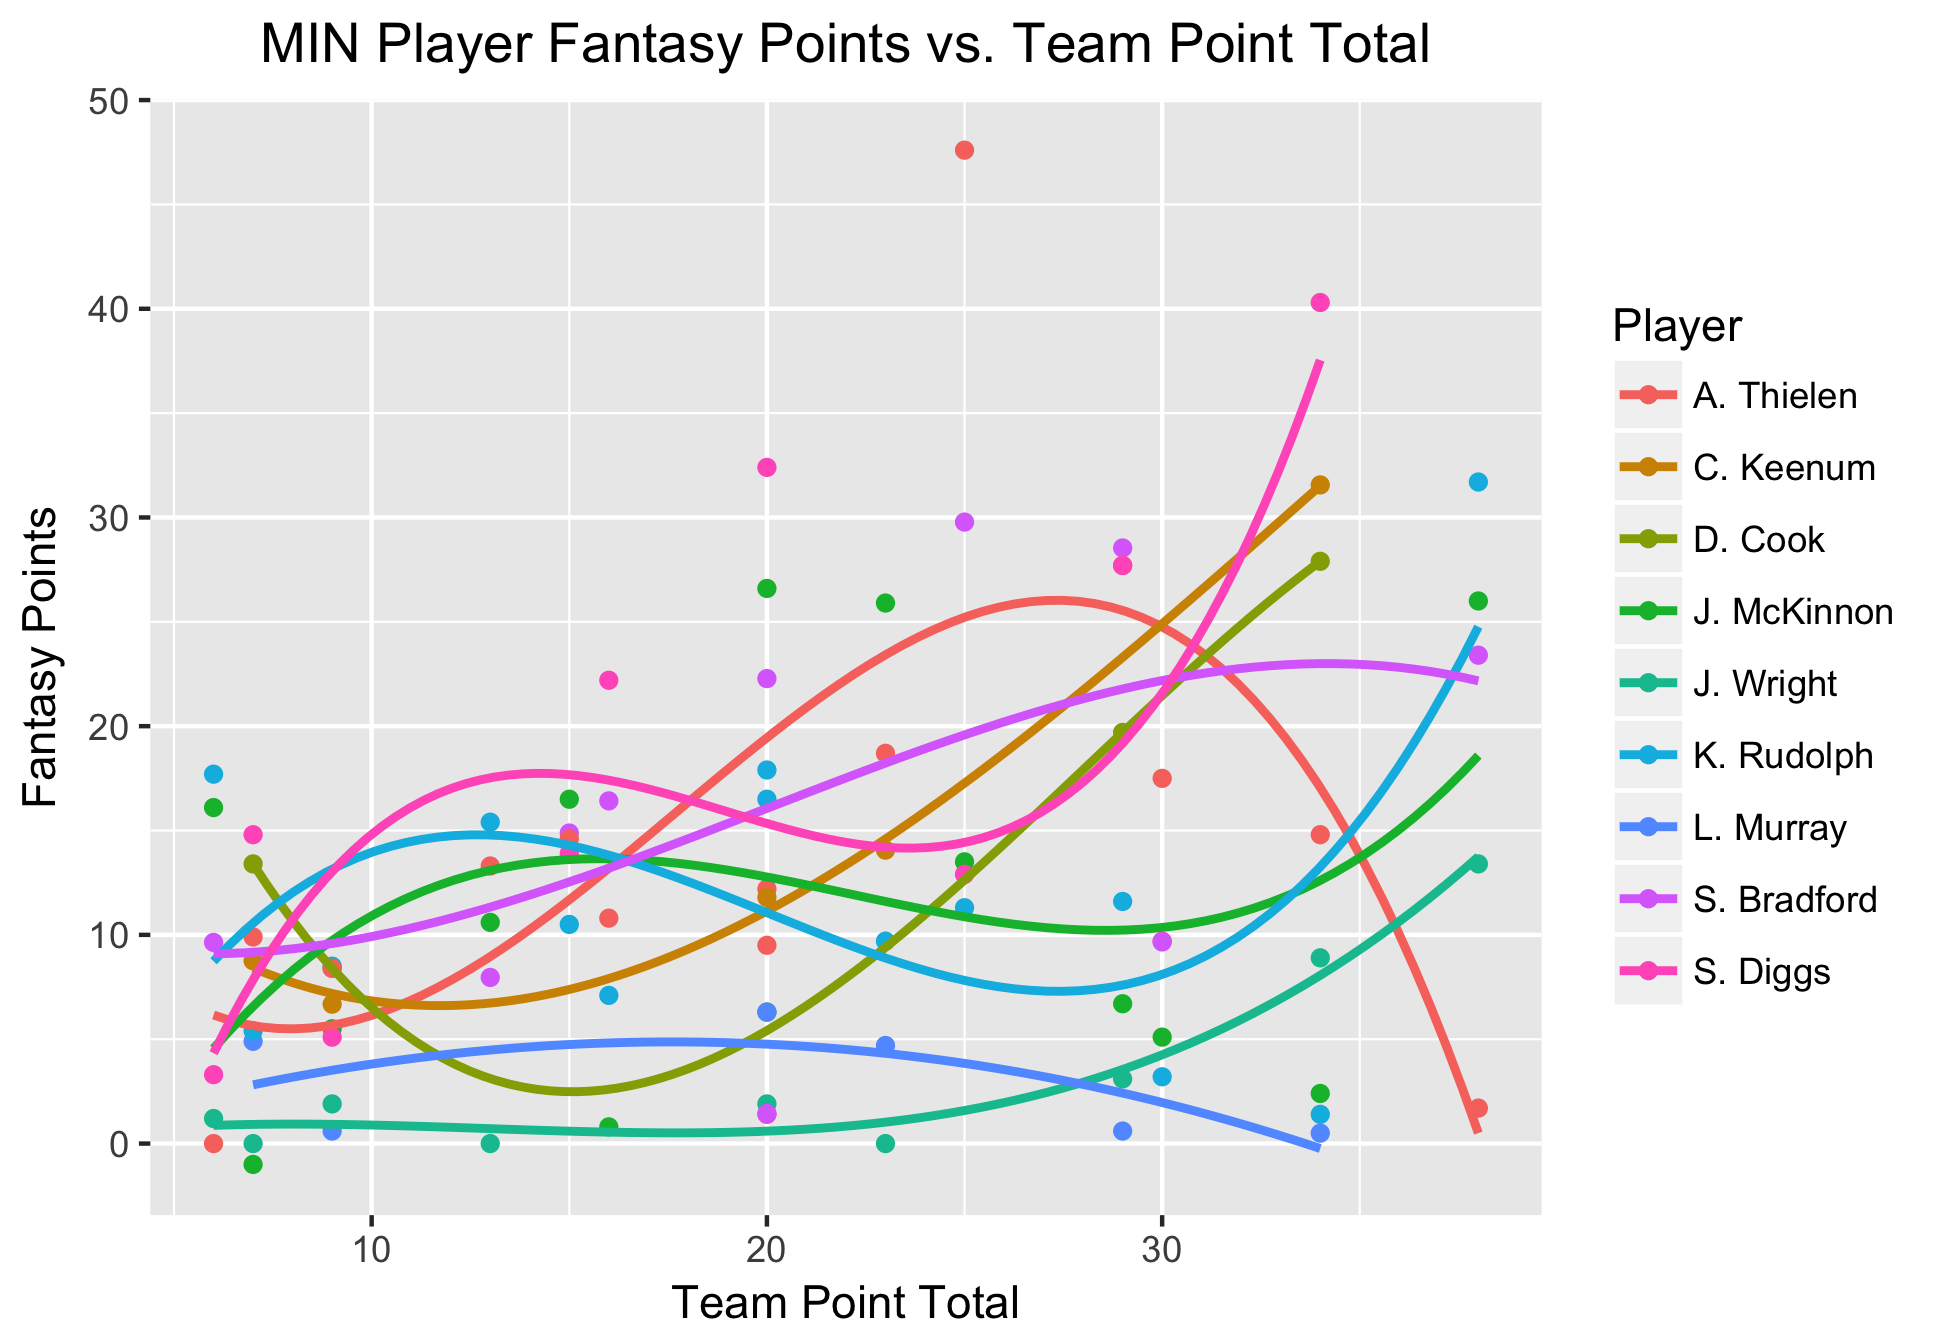 MIN Player Fantasy Points vs. Team Point Total
50
40
30
20
10
0
Fantasy Points
10
20
30
Team Point Total
Player
A. Thielen
C. Keenum
D. Cook
J. McKinnon
J. Wright
K. Rudolph
L. Murray
S. Bradford
S. Diggs